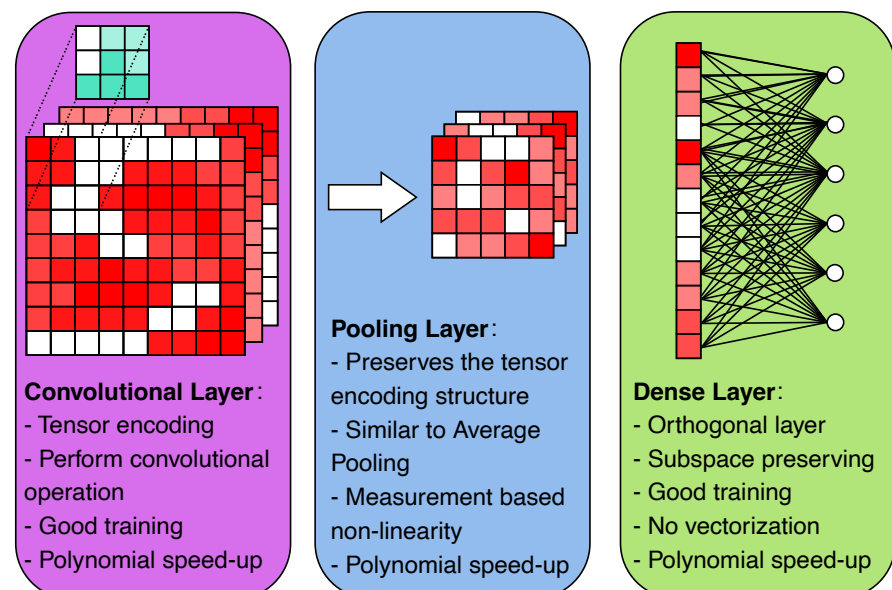 Convolutional Layer:
- Tensor encoding
- Perform convolutional
operation
- Good training
- Polynomial speed-up
Pooling Layer:
- Preserves the tensor
encoding structure
- Similar to Average
Pooling
- Measurement based
non-linearity
- Polynomial speed-up
Dense Layer:
- Orthogonal layer
- Subspace preserving
- Good training
- No vectorization
- Polynomial speed-up